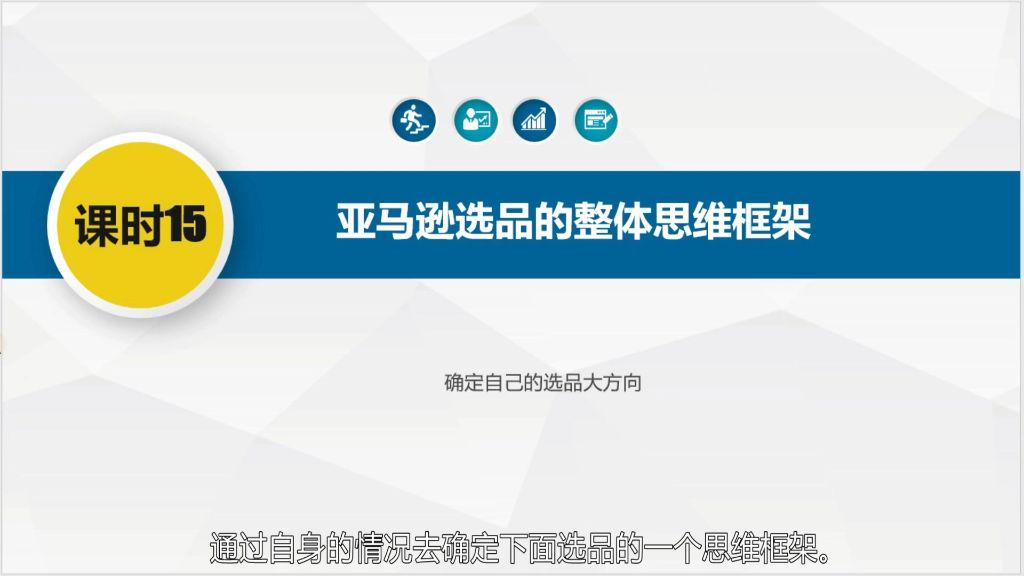 课时15
亚马逊选品的整体思维框架
确定自己的选品大方向
通过自身的情况去确定下面选品的一个思维框架。